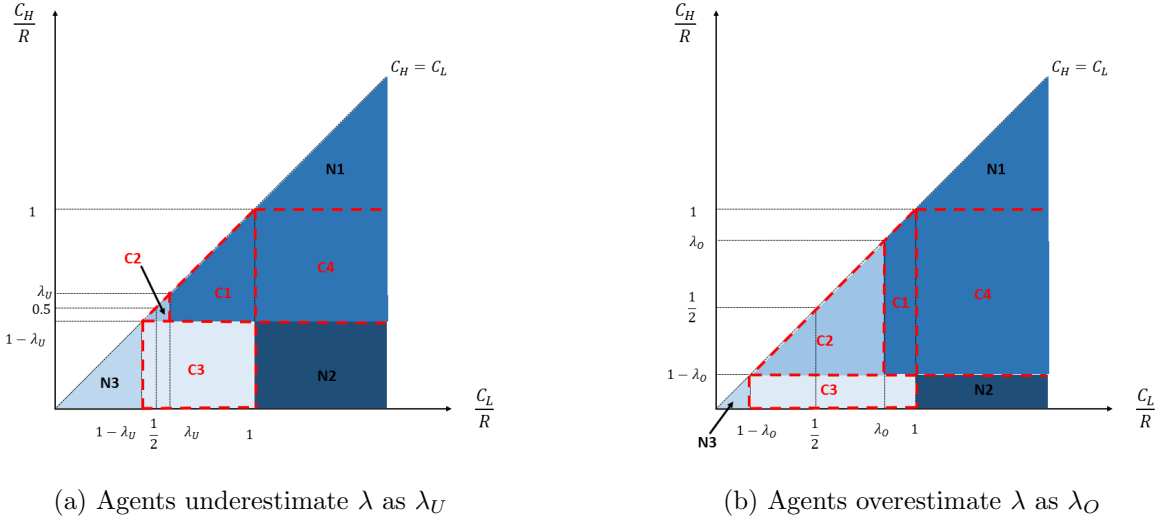 C_H/R
C_H = C_L
N1
1
C2
λ_U
C1
C4
0.5
1 − λ_U
N3
C3
N2
C_L/R
1 − λ_U
1/2
λ_U
1
(a) Agents underestimate λ as λ_U
C_H/R
C_H = C_L
N1
1
λ_O
C1
C4
1/2
C2
1 − λ_O
C3
N2
N3
C_L/R
1 − λ_O
1/2
λ_O
1
(b) Agents overestimate λ as λ_O